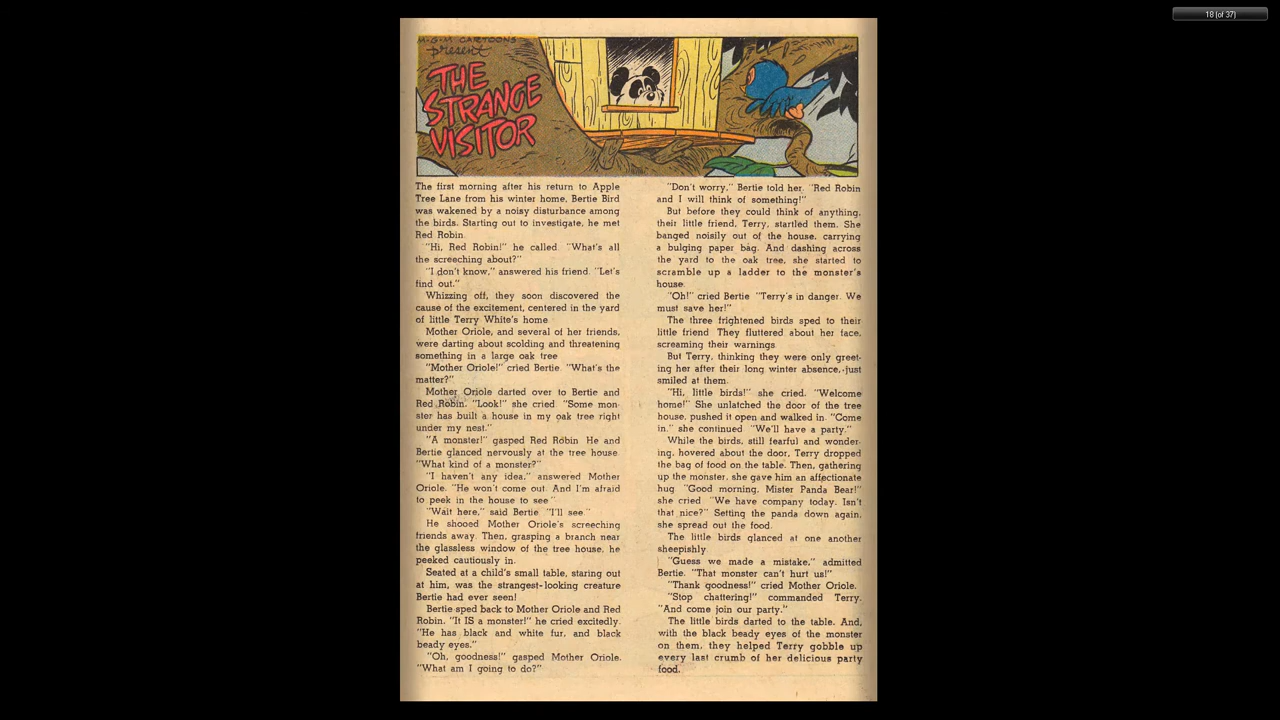 18 (of 37)
M·G·M CARTOONS
present
THE
STRANGE
VISITOR
The first morning after his return to Apple
Tree Lane from his winter home, Bertie Bird
was wakened by a noisy disturbance among
the birds. Starting out to investigate, he met
Red Robin.
"Hi, Red Robin!" he called. "What's all
the screeching about?"
"I don't know," answered his friend. "Let's
find out."
Whizzing off, they soon discovered the
cause of the excitement, centered in the yard
of little Terry White's home.
Mother Oriole, and several of her friends,
were darting about scolding and threatening
something in a large oak tree
"Mother Oriole!" cried Bertie. "What's the
matter?"
Mother Oriole darted over to Bertie and
Red Robin. "Look!" she cried "Some mon-
ster has built a house in my oak tree right
under my nest."
"A monster!" gasped Red Robin He and
Bertie glanced nervously at the tree house.
"What kind of a monster?"
"I haven't any idea," answered Mother
Oriole. "He won't come out. And I'm afraid
to peek in the house to see"
"Wait here," said Bertie. "I'll see."
He shooed Mother Oriole's screeching
friends away. Then, grasping a branch near
the glassless window of the tree house, he
peeked cautiously in.
Seated at a child's small table, staring out
at him, was the strangest-looking creature
Bertie had ever seen!
Bertie sped back to Mother Oriole and Red
Robin. "It IS a monster!" he cried excitedly.
"He has black and white fur, and black
beady eyes."
"Oh, goodness!" gasped Mother Oriole.
"What am I going to do?"
"Don't worry," Bertie told her. "Red Robin
and I will think of something!"
But before they could think of anything,
their little friend, Terry, startled them. She
banged noisily out of the house, carrying
a bulging paper bag. And dashing across
the yard to the oak tree, she started to
scramble up a ladder to the monster's
house.
"Oh!" cried Bertie "Terry's in danger. We
must save her!"
The three frightened birds sped to their
little friend They fluttered about her face,
screaming their warnings
But Terry, thinking they were only greet-
ing her after their long winter absence, just
smiled at them.
"Hi, little birds!" she cried. "Welcome
home!" She unlatched the door of the tree
house, pushed it open and walked in. "Come
in," she continued "We'll have a party."
While the birds, still fearful and wonder-
ing, hovered about the door, Terry dropped
the bag of food on the table. Then, gathering
up the monster, she gave him an affectionate
hug "Good morning, Mister Panda Bear!"
she cried "We have company today. Isn't
that nice?" Setting the panda down again,
she spread out the food.
The little birds glanced at one another
sheepishly.
"Guess we made a mistake," admitted
Bertie. "That monster can't hurt us!"
"Thank goodness!" cried Mother Oriole.
"Stop chattering!" commanded Terry.
"And come join our party."
The little birds darted to the table. And,
with the black beady eyes of the monster
on them, they helped Terry gobble up
every last crumb of her delicious party
food.